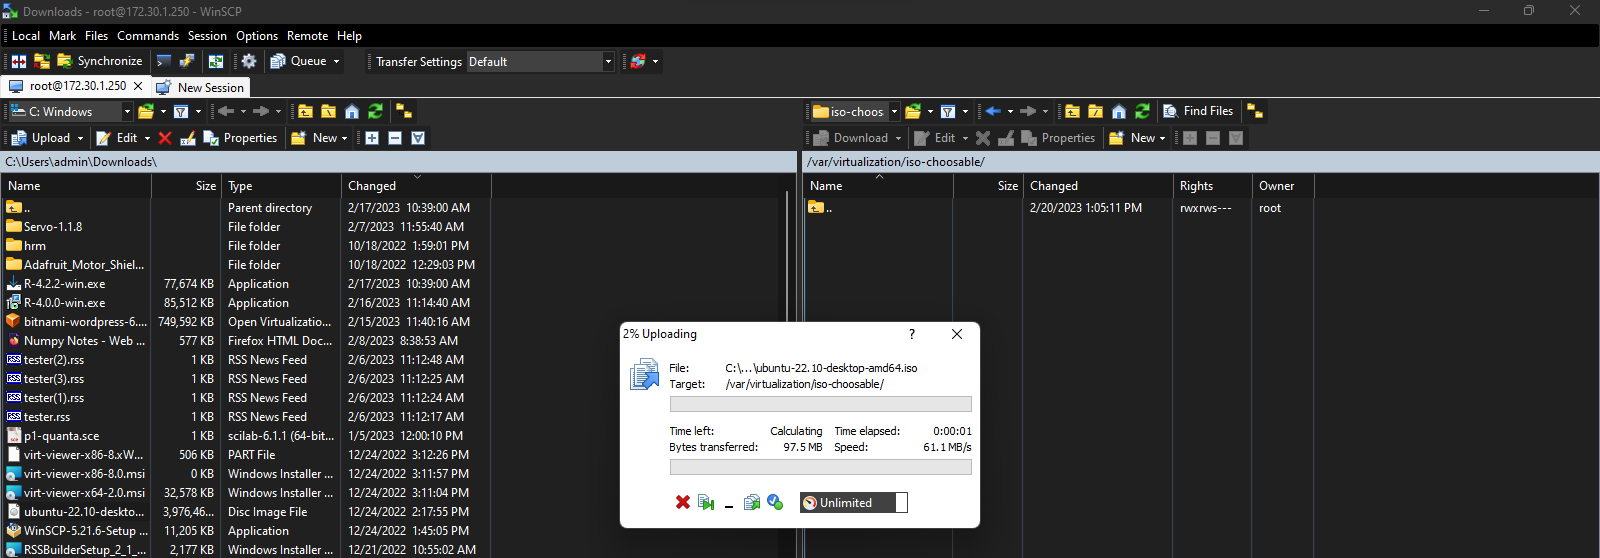 Downloads - root@172.30.1.250 - WinSCP
Local Mark Files Commands Session Options Remote Help
Synchronize Queue Transfer Settings Default
root@172.30.1.250 New Session
C: Windows iso-choos Find Files
Upload Edit Properties New Download Edit Properties New
C:\Users\admin\Downloads\ /var/virtualization/iso-choosable/
Name Size Type Changed Name Size Changed Rights Owner
.. Parent directory 2/17/2023 10:39:00 AM .. 2/20/2023 1:05:11 PM rwxrws--- root
Servo-1.1.8 File folder 2/7/2023 11:55:40 AM
hrm File folder 10/18/2022 1:59:01 PM
Adafruit_Motor_Shiel... File folder 10/18/2022 12:29:03 PM
R-4.2.2-win.exe 77,674 KB Application 2/17/2023 10:39:00 AM
R-4.0.0-win.exe 85,512 KB Application 2/16/2023 11:14:40 AM
bitnami-wordpress-6.... 749,592 KB Open Virtualizatio... 2/15/2023 11:40:16 AM
Numpy Notes - Web ... 577 KB Firefox HTML Doc... 2/8/2023 8:38:53 AM
tester(2).rss 1 KB RSS News Feed 2/6/2023 11:12:48 AM
tester(3).rss 1 KB RSS News Feed 2/6/2023 11:12:25 AM
tester(1).rss 1 KB RSS News Feed 2/6/2023 11:12:24 AM
tester.rss 1 KB RSS News Feed 2/6/2023 11:12:17 AM
p1-quanta.sce 1 KB scilab-6.1.1 (64-bit... 1/5/2023 12:00:10 PM
virt-viewer-x86-8.xW... 506 KB PART File 12/24/2022 3:12:26 PM
virt-viewer-x86-8.0.msi 0 KB Windows Installer ... 12/24/2022 3:11:57 PM
virt-viewer-x64-2.0.msi 32,578 KB Windows Installer ... 12/24/2022 3:11:04 PM
ubuntu-22.10-deskto... 3,976,46... Disc Image File 12/24/2022 2:17:55 PM
WinSCP-5.21.6-Setup ... 11,205 KB Application 12/24/2022 1:45:05 PM
RSSBuilderSetup_2_1_... 2,177 KB Windows Installer ... 12/21/2022 10:55:02 AM
2% Uploading ?
File: C:\...\ubuntu-22.10-desktop-amd64.iso
Target: /var/virtualization/iso-choosable/
Time left: Calculating Time elapsed: 0:00:01
Bytes transferred: 97.5 MB Speed: 61.1 MB/s
Unlimited